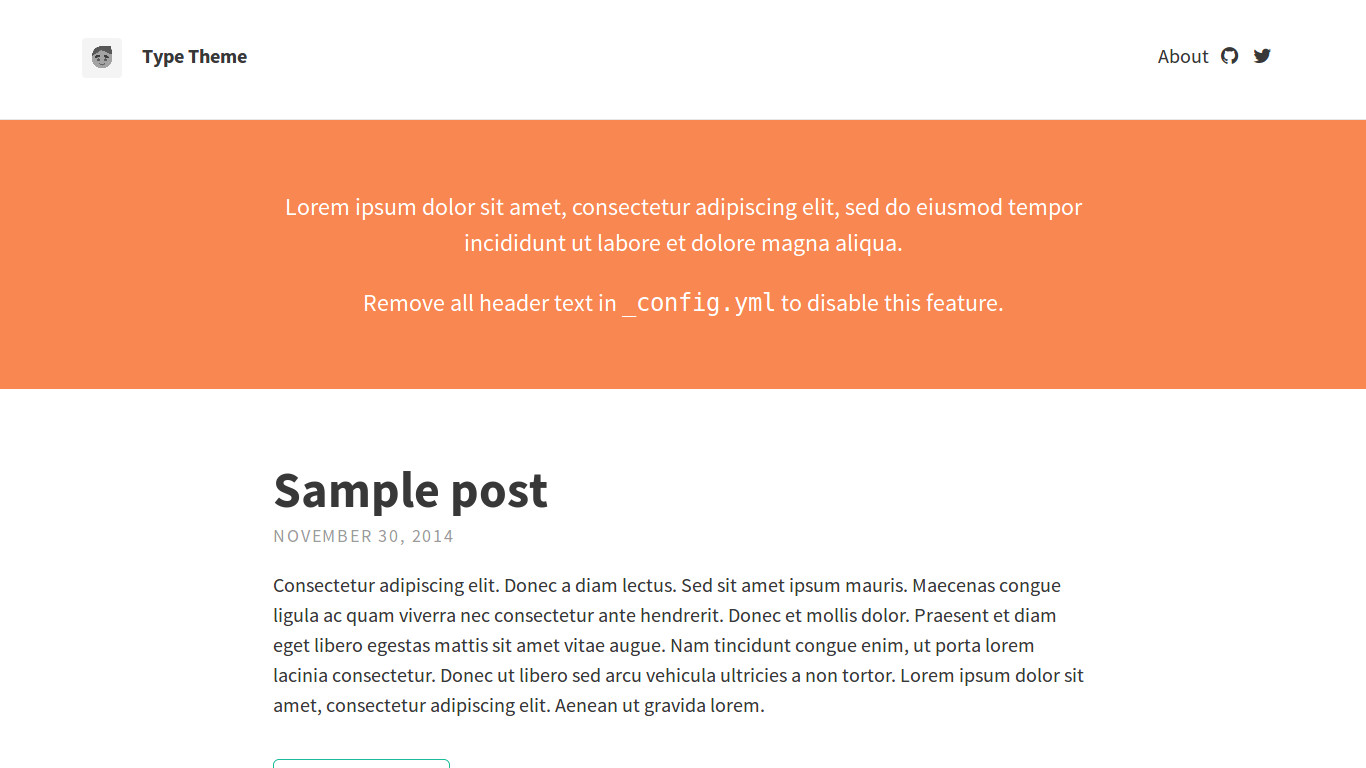 Type Theme
About
Lorem ipsum dolor sit amet, consectetur adipiscing elit, sed do eiusmod tempor
incididunt ut labore et dolore magna aliqua.
Remove all header text in _config.yml to disable this feature.
Sample post
NOVEMBER 30, 2014
Consectetur adipiscing elit. Donec a diam lectus. Sed sit amet ipsum mauris. Maecenas congue
ligula ac quam viverra nec consectetur ante hendrerit. Donec et mollis dolor. Praesent et diam
eget libero egestas mattis sit amet vitae augue. Nam tincidunt congue enim, ut porta lorem
lacinia consectetur. Donec ut libero sed arcu vehicula ultricies a non tortor. Lorem ipsum dolor sit
amet, consectetur adipiscing elit. Aenean ut gravida lorem.